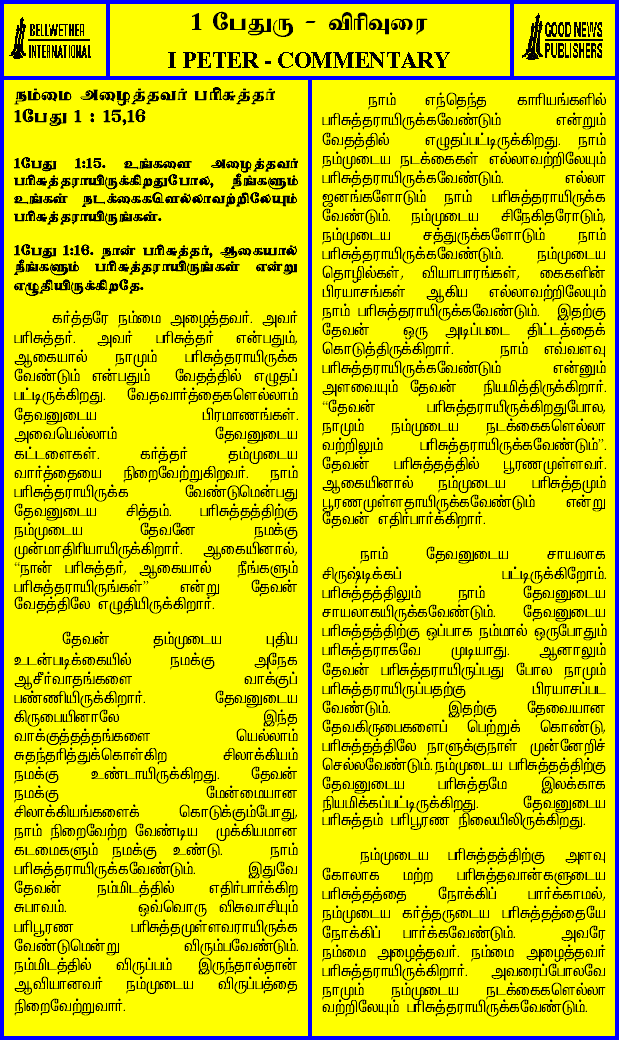 BELLWETHER
INTERNATIONAL
1 பேதுரு - விரிவுரை
I PETER - COMMENTARY
GOOD NEWS
PUBLISHERS
நம்மை அழைத்தவர் பரிசுத்தர்
1பேது 1 : 15,16
1பேது 1:15. உங்களை அழைத்தவர்
பரிசுத்தராயிருக்கிறதுபோல, நீங்களும்
உங்கள் நடக்கைகளெல்லாவற்றிலேயும்
பரிசுத்தராயிருங்கள்.
1பேது 1:16. நான் பரிசுத்தர், ஆகையால்
நீங்களும் பரிசுத்தராயிருங்கள் என்று
எழுதியிருக்கிறதே.
கர்த்தரே நம்மை அழைத்தவர். அவர்
பரிசுத்தர். அவர் பரிசுத்தர் என்பதும்,
ஆகையால் நாமும் பரிசுத்தராயிருக்க
வேண்டும் என்பதும் வேதத்தில் எழுதப்
பட்டிருக்கிறது. வேதவார்த்தைகளெல்லாம்
தேவனுடைய பிரமாணங்கள்.
அவையெல்லாம் தேவனுடைய
கட்டளைகள். கர்த்தர் தம்முடைய
வார்த்தையை நிறைவேற்றுகிறவர். நாம்
பரிசுத்தராயிருக்க வேண்டுமென்பது
தேவனுடைய சித்தம். பரிசுத்தத்திற்கு
நம்முடைய தேவனே நமக்கு
முன்மாதிரியாயிருக்கிறார். ஆகையினால்,
“நான் பரிசுத்தர், ஆகையால் நீங்களும்
பரிசுத்தராயிருங்கள்” என்று தேவன்
வேதத்திலே எழுதியிருக்கிறார்.
தேவன் தம்முடைய புதிய
உடன்படிக்கையில் நமக்கு அநேக
ஆசீர்வாதங்களை வாக்குப்
பண்ணியிருக்கிறார். தேவனுடைய
கிருபையினாலே இந்த
வாக்குத்தத்தங்களை யெல்லாம்
சுதந்தரித்துக்கொள்கிற சிலாக்கியம்
நமக்கு உண்டாயிருக்கிறது. தேவன்
நமக்கு மேன்மையான
சிலாக்கியங்களைக் கொடுக்கும்போது,
நாம் நிறைவேற்ற வேண்டிய முக்கியமான
கடமைகளும் நமக்கு உண்டு. நாம்
பரிசுத்தராயிருக்கவேண்டும். இதுவே
தேவன் நம்மிடத்தில் எதிர்பார்க்கிற
சுபாவம். ஒவ்வொரு விசுவாசியும்
பரிபூரண பரிசுத்தமுள்ளவராயிருக்க
வேண்டுமென்று விரும்பவேண்டும்.
நம்மிடத்தில் விருப்பம் இருந்தால்தான்
ஆவியானவர் நம்முடைய விருப்பத்தை
நிறைவேற்றுவார்.
நாம் எந்தெந்த காரியங்களில்
பரிசுத்தராயிருக்கவேண்டும் என்றும்
வேதத்தில் எழுதப்பட்டிருக்கிறது. நாம்
நம்முடைய நடக்கைகள் எல்லாவற்றிலேயும்
பரிசுத்தராயிருக்கவேண்டும். எல்லா
ஜனங்களோடும் நாம் பரிசுத்தராயிருக்க
வேண்டும். நம்முடைய சிநேகிதரோடும்,
நம்முடைய சத்துருக்களோடும் நாம்
பரிசுத்தராயிருக்கவேண்டும். நம்முடைய
தொழில்கள், வியாபாரங்கள், கைகளின்
பிரயாசங்கள் ஆகிய எல்லாவற்றிலேயும்
நாம் பரிசுத்தராயிருக்கவேண்டும். இதற்கு
தேவன் ஒரு அடிப்படை திட்டத்தைக்
கொடுத்திருக்கிறார். நாம் எவ்வளவு
பரிசுத்தராயிருக்கவேண்டும் என்னும்
அளவையும் தேவன் நியமித்திருக்கிறார்.
“தேவன் பரிசுத்தராயிருக்கிறதுபோல,
நாமும் நம்முடைய நடக்கைகளெல்லா
வற்றிலும் பரிசுத்தராயிருக்கவேண்டும்”.
தேவன் பரிசுத்தத்தில் பூரணமுள்ளவர்.
ஆகையினால் நம்முடைய பரிசுத்தமும்
பூரணமுள்ளதாயிருக்கவேண்டும் என்று
தேவன் எதிர்பார்க்கிறார்.
நாம் தேவனுடைய சாயலாக
சிருஷ்டிக்கப் பட்டிருக்கிறோம்.
பரிசுத்தத்திலும் நாம் தேவனுடைய
சாயலாகயிருக்கவேண்டும். தேவனுடைய
பரிசுத்தத்திற்கு ஒப்பாக நம்மால் ஒருபோதும்
பரிசுத்தராகவே முடியாது. ஆனாலும்
தேவன் பரிசுத்தராயிருப்பது போல நாமும்
பரிசுத்தராயிருப்பதற்கு பிரயாசப்பட
வேண்டும். இதற்கு தேவையான
தேவகிருபைகளைப் பெற்றுக் கொண்டு,
பரிசுத்தத்திலே நாளுக்குநாள் முன்னேறிச்
செல்லவேண்டும். நம்முடைய பரிசுத்தத்திற்கு
தேவனுடைய பரிசுத்தமே இலக்காக
நியமிக்கப்பட்டிருக்கிறது. தேவனுடைய
பரிசுத்தம் பரிபூரண நிலையிலிருக்கிறது.
நம்முடைய பரிசுத்தத்திற்கு அளவு
கோலாக மற்ற பரிசுத்தவான்களுடைய
பரிசுத்தத்தை நோக்கிப் பார்க்காமல்,
நம்முடைய கர்த்தருடைய பரிசுத்தத்தையே
நோக்கிப் பார்க்கவேண்டும். அவரே
நம்மை அழைத்தவர். நம்மை அழைத்தவர்
பரிசுத்தராயிருக்கிறார். அவரைப்போலவே
நாமும் நம்முடைய நடக்கைகளெல்லா
வற்றிலேயும் பரிசுத்தராயிருக்கவேண்டும்.